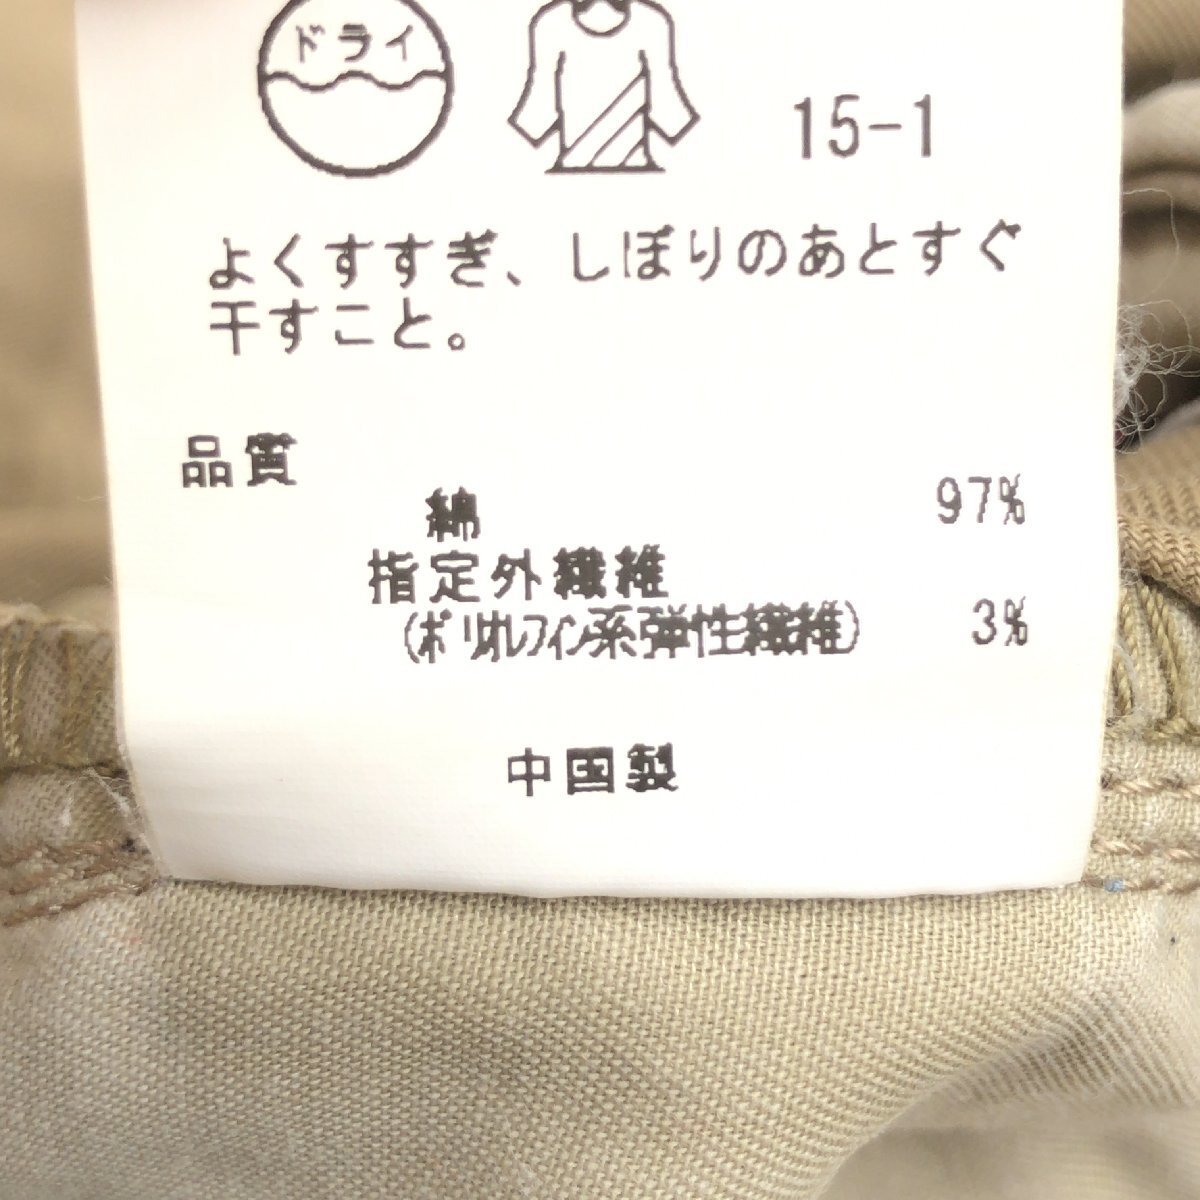 ドライ
15-1
よくすすぎ、しぼりのあとすぐ
干すこと。
品質
綿 97%
指定外繊維
(ポリオレフィン系弾性繊維) 3%
中国製